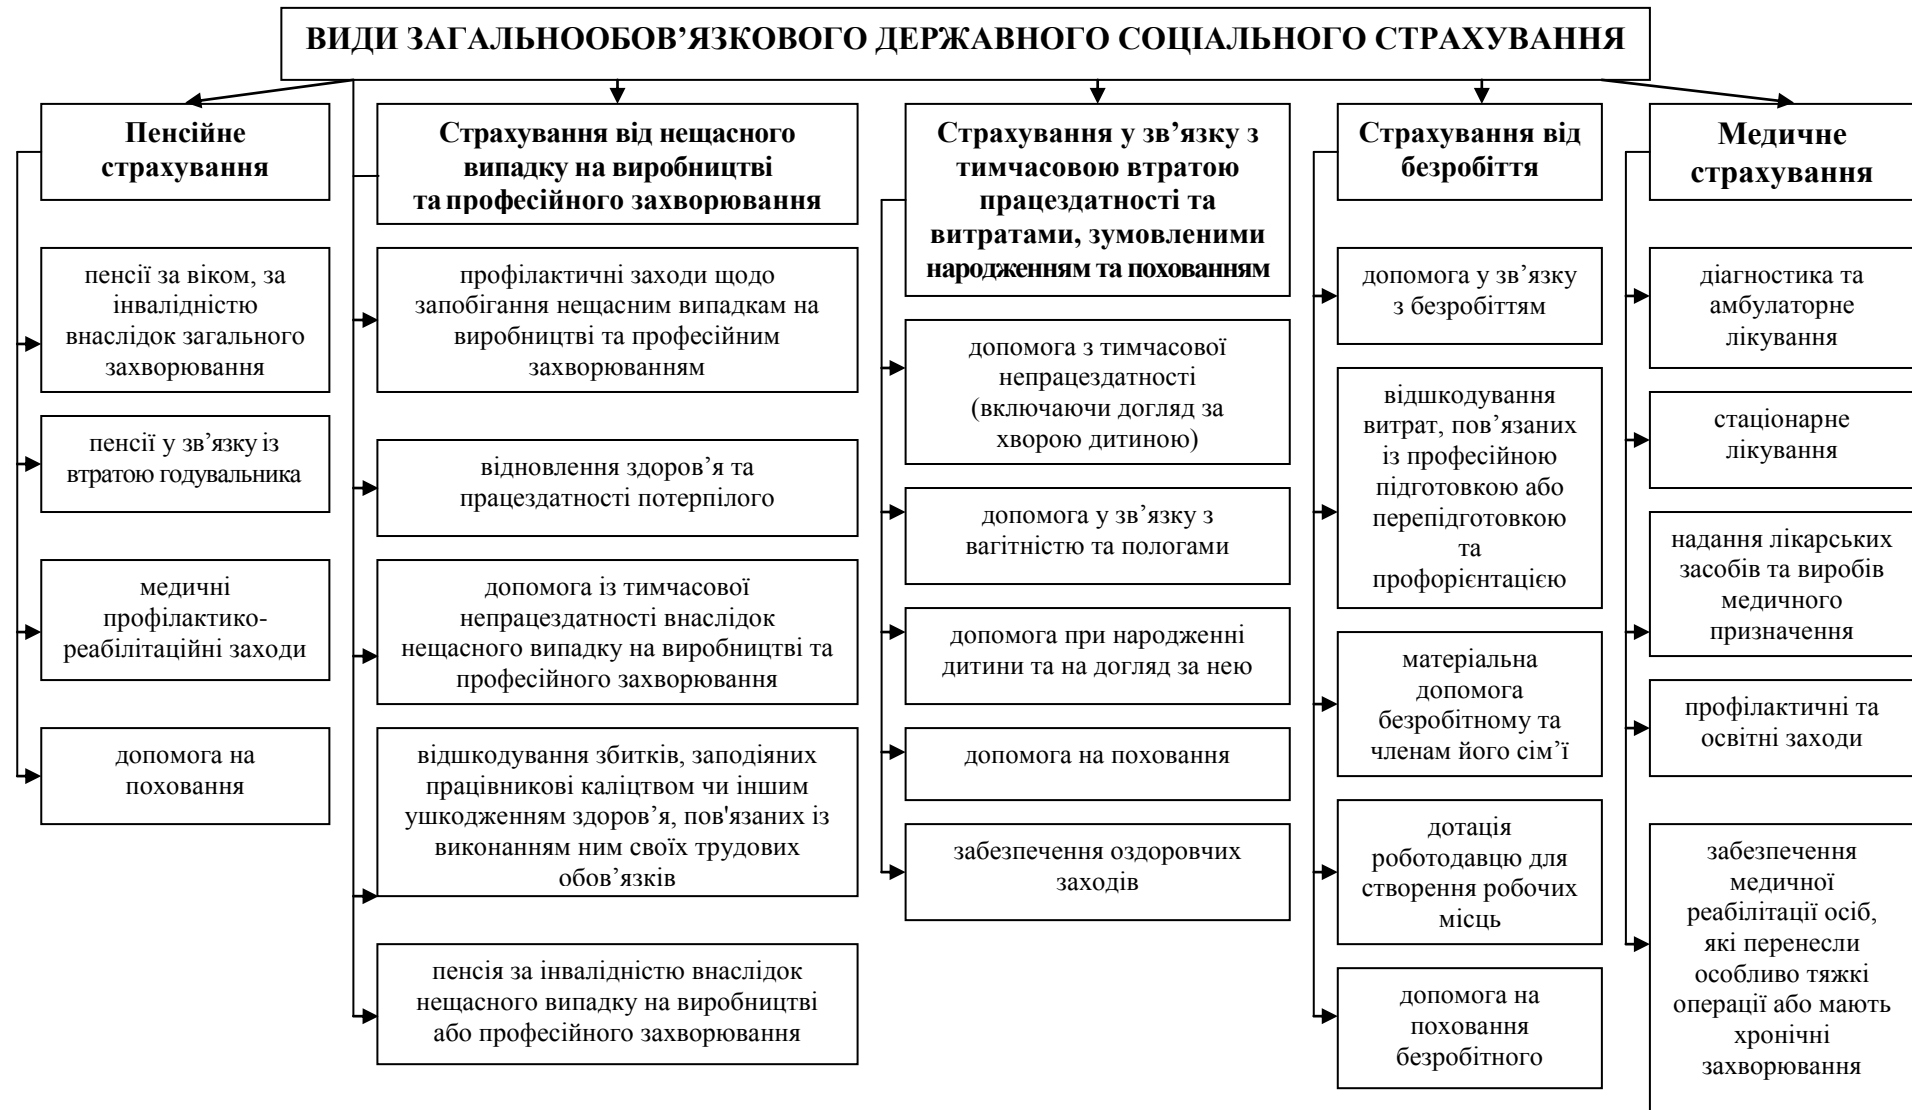 ВИДИ ЗАГАЛЬНООБОВ’ЯЗКОВОГО ДЕРЖАВНОГО СОЦІАЛЬНОГО СТРАХУВАННЯ
Пенсійне
страхування
пенсії за віком, за
інвалідністю
внаслідок загального
захворювання
пенсії у зв’язку із
втратою годувальника
медичні
профілактико-
реабілітаційні заходи
допомога на
поховання
Страхування від нещасного
випадку на виробництві
та професійного захворювання
профілактичні заходи щодо
запобігання нещасним випадкам на
виробництві та професійним
захворюванням
відновлення здоров’я та
працездатності потерпілого
допомога із тимчасової
непрацездатності внаслідок
нещасного випадку на виробництві та
професійного захворювання
відшкодування збитків, заподіяних
працівникові каліцтвом чи іншим
ушкодженням здоров’я, пов'язаних із
виконанням ним своїх трудових
обов’язків
пенсія за інвалідністю внаслідок
нещасного випадку на виробництві
або професійного захворювання
Страхування у зв’язку з
тимчасовою втратою
працездатності та
витратами, зумовленими
народженням та похованням
допомога з тимчасової
непрацездатності
(включаючи догляд за
хворою дитиною)
допомога у зв’язку з
вагітністю та пологами
допомога при народженні
дитини та на догляд за нею
допомога на поховання
забезпечення оздоровчих
заходів
Страхування від
безробіття
допомога у зв’язку
з безробіттям
відшкодування
витрат, пов’язаних
із професійною
підготовкою або
перепідготовкою
та
профорієнтацією
матеріальна
допомога
безробітному та
членам його сім’ї
дотація
роботодавцю для
створення робочих
місць
допомога на
поховання
безробітного
Медичне
страхування
діагностика та
амбулаторне
лікування
стаціонарне
лікування
надання лікарських
засобів та виробів
медичного
призначення
профілактичні та
освітні заходи
забезпечення
медичної
реабілітації осіб,
які перенесли
особливо тяжкі
операції або мають
хронічні
захворювання